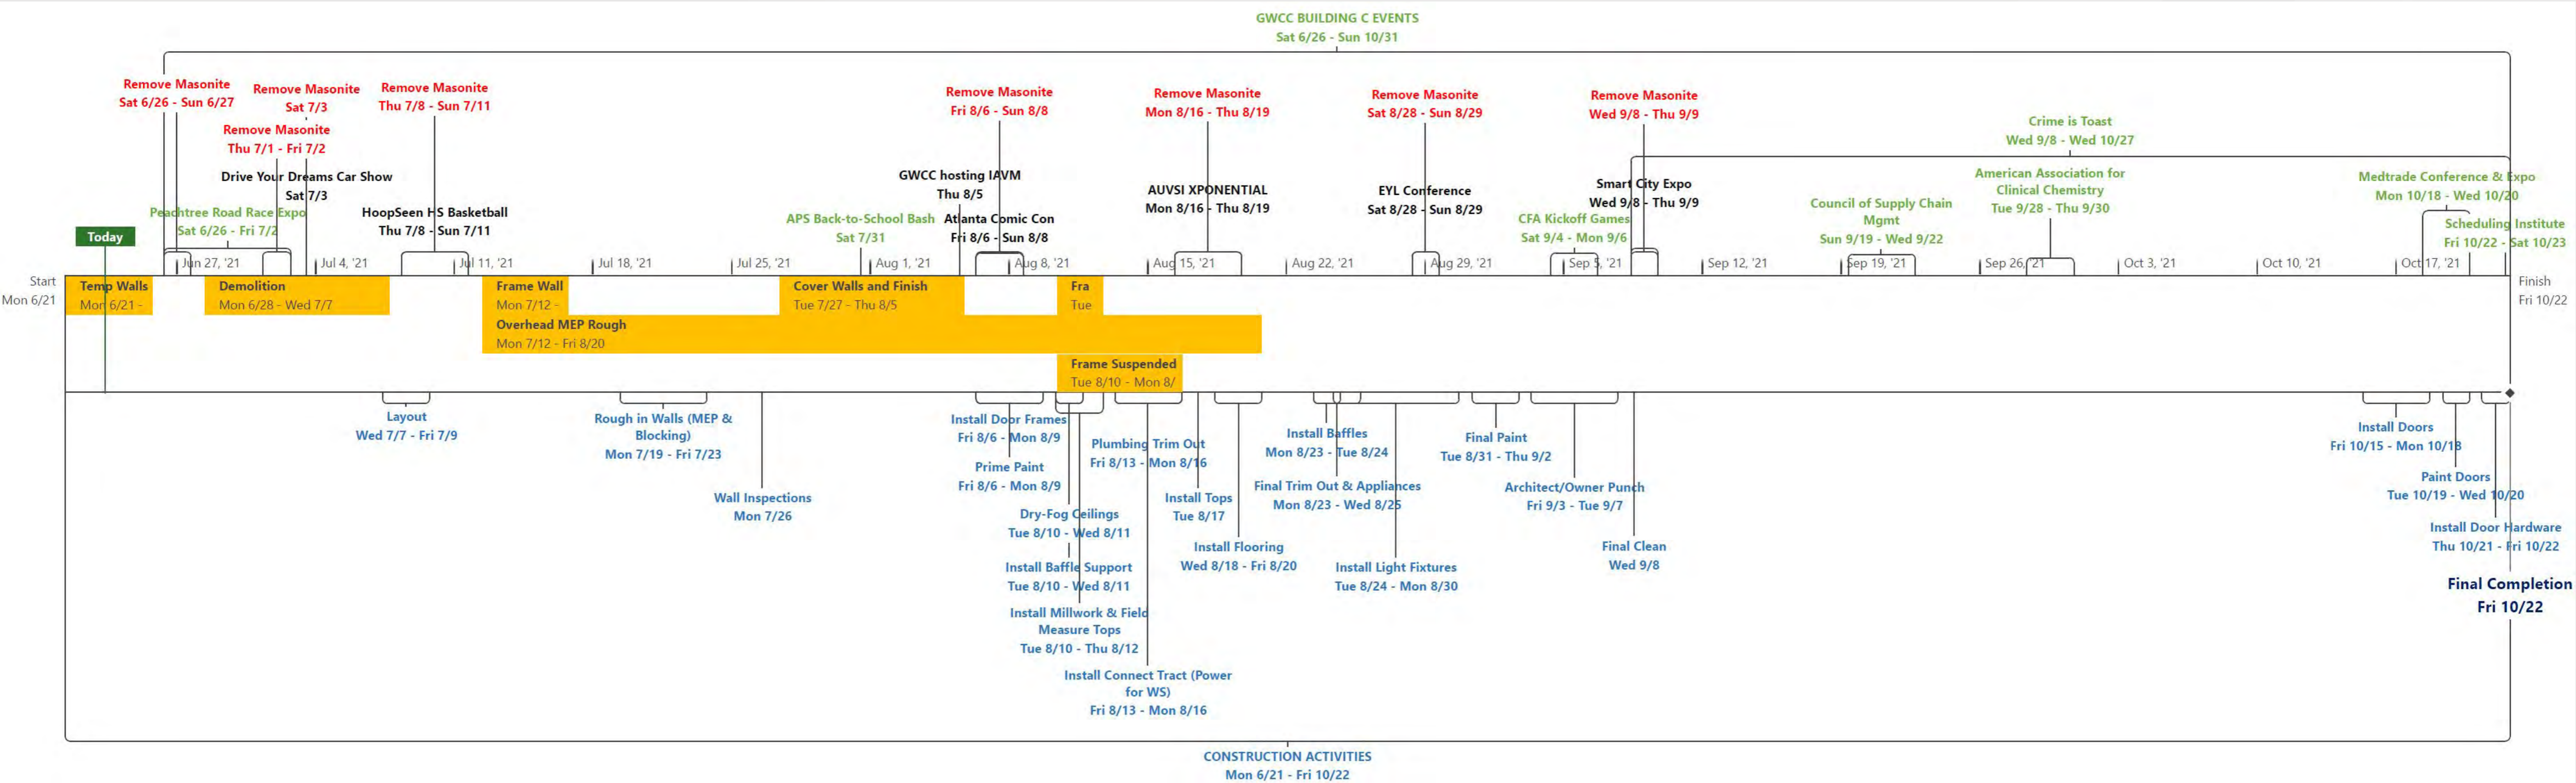 GWCC BUILDING C EVENTS
Sat 6/26 - Sun 10/31
Remove Masonite
Sat 6/26 - Sun 6/27
Remove Masonite
Sat 7/3
Remove Masonite
Thu 7/8 - Sun 7/11
Remove Masonite
Fri 8/6 - Sun 8/8
Remove Masonite
Mon 8/16 - Thu 8/19
Remove Masonite
Sat 8/28 - Sun 8/29
Remove Masonite
Wed 9/8 - Thu 9/9
Remove Masonite
Thu 7/1 - Fri 7/2
Crime is Toast
Wed 9/8 - Wed 10/27
Drive Your Dreams Car Show
Sat 7/3
GWCC hosting IAVM
Thu 8/5
AUVSI XPONENTIAL
Mon 8/16 - Thu 8/19
EYL Conference
Sat 8/28 - Sun 8/29
Smart City Expo
Wed 9/8 - Thu 9/9
American Association for
Clinical Chemistry
Tue 9/28 - Thu 9/30
Medtrade Conference & Expo
Mon 10/18 - Wed 10/20
Peachtree Road Race Expo
Sat 6/26 - Fri 7/2
HoopSeen HS Basketball
Thu 7/8 - Sun 7/11
APS Back-to-School Bash
Sat 7/31
Atlanta Comic Con
Fri 8/6 - Sun 8/8
CFA Kickoff Games
Sat 9/4 - Mon 9/6
Council of Supply Chain
Mgmt
Sun 9/19 - Wed 9/22
Scheduling Institute
Fri 10/22 - Sat 10/23
Today
Jun 27, '21
Jul 4, '21
Jul 11, '21
Jul 18, '21
Jul 25, '21
Aug 1, '21
Aug 8, '21
Aug 15, '21
Aug 22, '21
Aug 29, '21
Sep 5, '21
Sep 12, '21
Sep 19, '21
Sep 26, '21
Oct 3, '21
Oct 10, '21
Oct 17, '21
Start
Mon 6/21
Temp Walls
Mon 6/21 -
Demolition
Mon 6/28 - Wed 7/7
Frame Wall
Mon 7/12 -
Cover Walls and Finish
Tue 7/27 - Thu 8/5
Fra
Tue
Finish
Fri 10/22
Overhead MEP Rough
Mon 7/12 - Fri 8/20
Frame Suspended
Tue 8/10 - Mon 8/
Layout
Wed 7/7 - Fri 7/9
Rough in Walls (MEP &
Blocking)
Mon 7/19 - Fri 7/23
Wall Inspections
Mon 7/26
Install Door Frames
Fri 8/6 - Mon 8/9
Prime Paint
Fri 8/6 - Mon 8/9
Dry-Fog Ceilings
Tue 8/10 - Wed 8/11
Install Baffle Support
Tue 8/10 - Wed 8/11
Install Millwork & Field
Measure Tops
Tue 8/10 - Thu 8/12
Plumbing Trim Out
Fri 8/13 - Mon 8/16
Install Connect Tract (Power
for WS)
Fri 8/13 - Mon 8/16
Install Tops
Tue 8/17
Install Flooring
Wed 8/18 - Fri 8/20
Install Baffles
Mon 8/23 - Tue 8/24
Final Trim Out & Appliances
Mon 8/23 - Wed 8/25
Install Light Fixtures
Tue 8/24 - Mon 8/30
Final Paint
Tue 8/31 - Thu 9/2
Architect/Owner Punch
Fri 9/3 - Tue 9/7
Final Clean
Wed 9/8
Install Doors
Fri 10/15 - Mon 10/18
Paint Doors
Tue 10/19 - Wed 10/20
Install Door Hardware
Thu 10/21 - Fri 10/22
Final Completion
Fri 10/22
CONSTRUCTION ACTIVITIES
Mon 6/21 - Fri 10/22